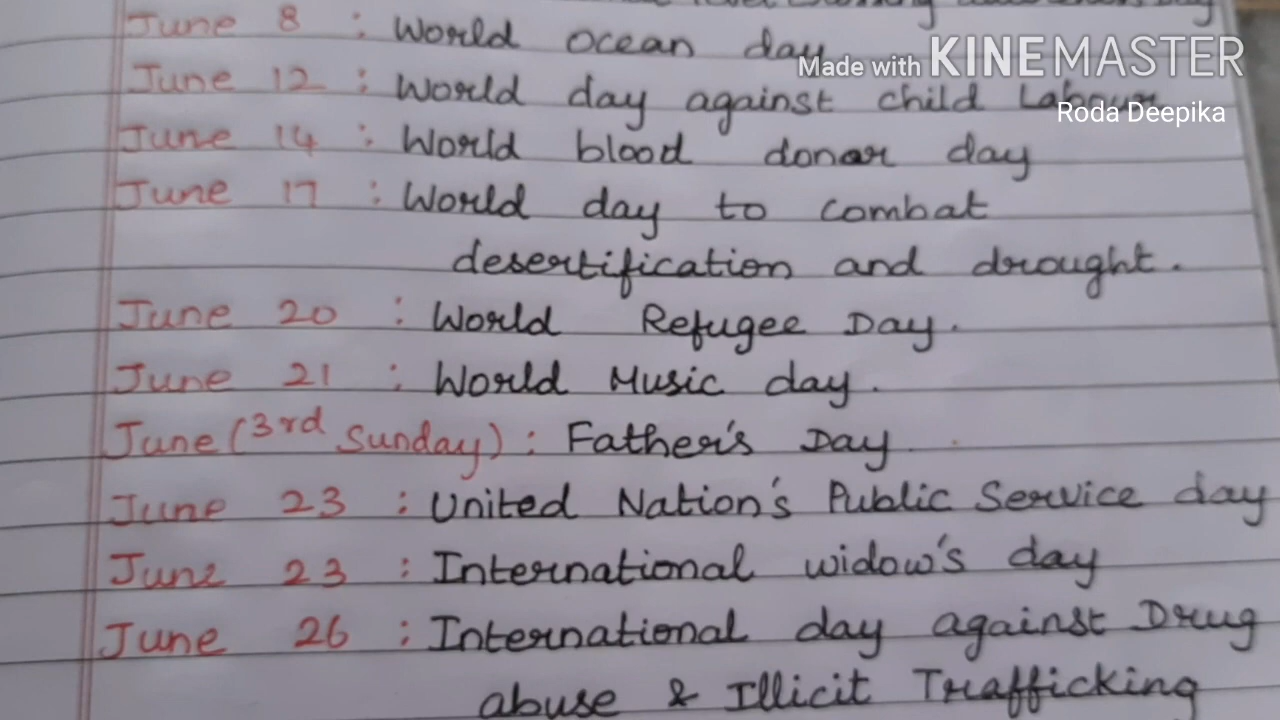 June 8 : World ocean day
Made with KINEMASTER
June 12 : World day against child Labour
Roda Deepika
June 14 : World blood donor day
June 17 : World day to combat
desertification and drought.
June 20 : World Refugee Day.
June 21 : World Music day.
June (3rd Sunday) : Father's Day
June 23 : United Nation's Public Service day
June 23 : International widow's day
June 26 : International day against Drug
abuse & Illicit Trafficking